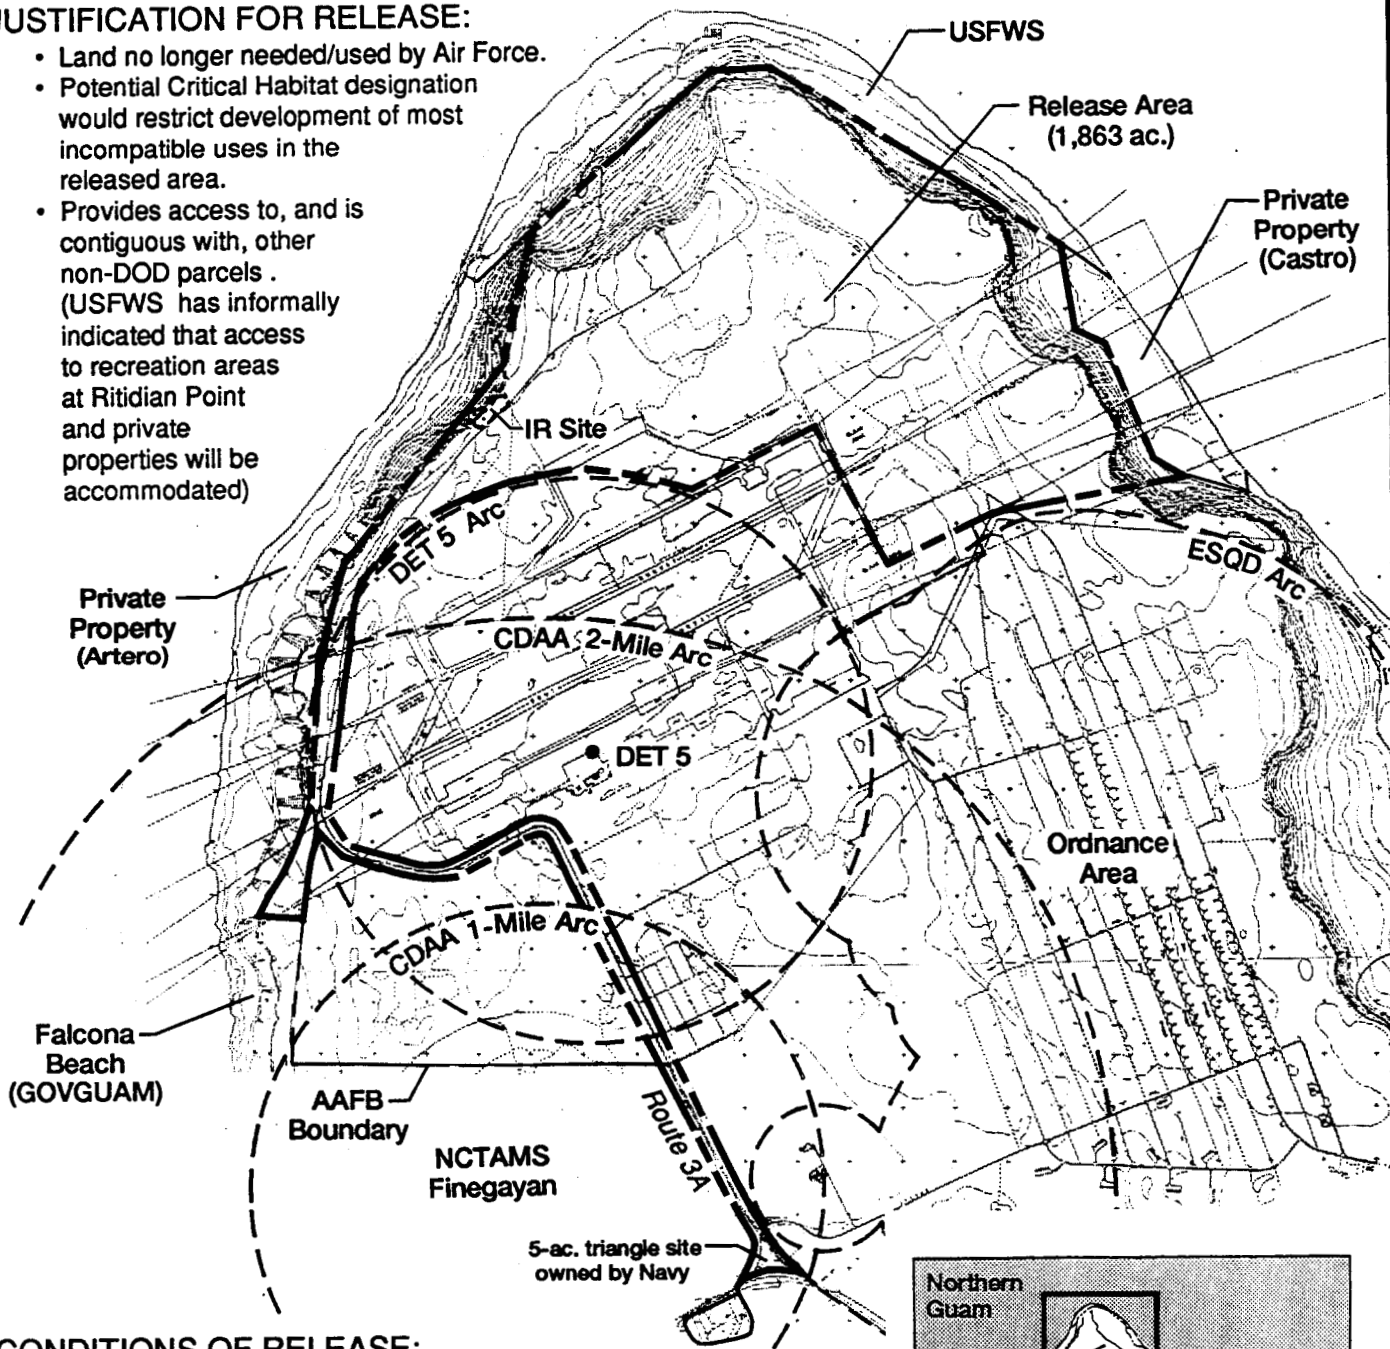 JUSTIFICATION FOR RELEASE:
• Land no longer needed/used by Air Force.
• Potential Critical Habitat designation
would restrict development of most
incompatible uses in the
released area.
• Provides access to, and is
contiguous with, other
non-DOD parcels .
(USFWS has informally
indicated that access
to recreation areas
at Ritidian Point
and private
properties will be
accommodated)
USFWS
Release Area
(1,863 ac.)
Private
Property
(Castro)
IR Site
DET 5 Arc
ESQD Arc
Private
Property
(Artero)
CDAA 2-Mile Arc
DET 5
Ordnance
Area
CDAA 1-Mile Arc
Falcona
Beach
(GOVGUAM)
AAFB
Boundary
Route 3A
NCTAMS
Finegayan
5-ac. triangle site
owned by Navy
Northern
Guam
CONDITIONS OF RELEASE: